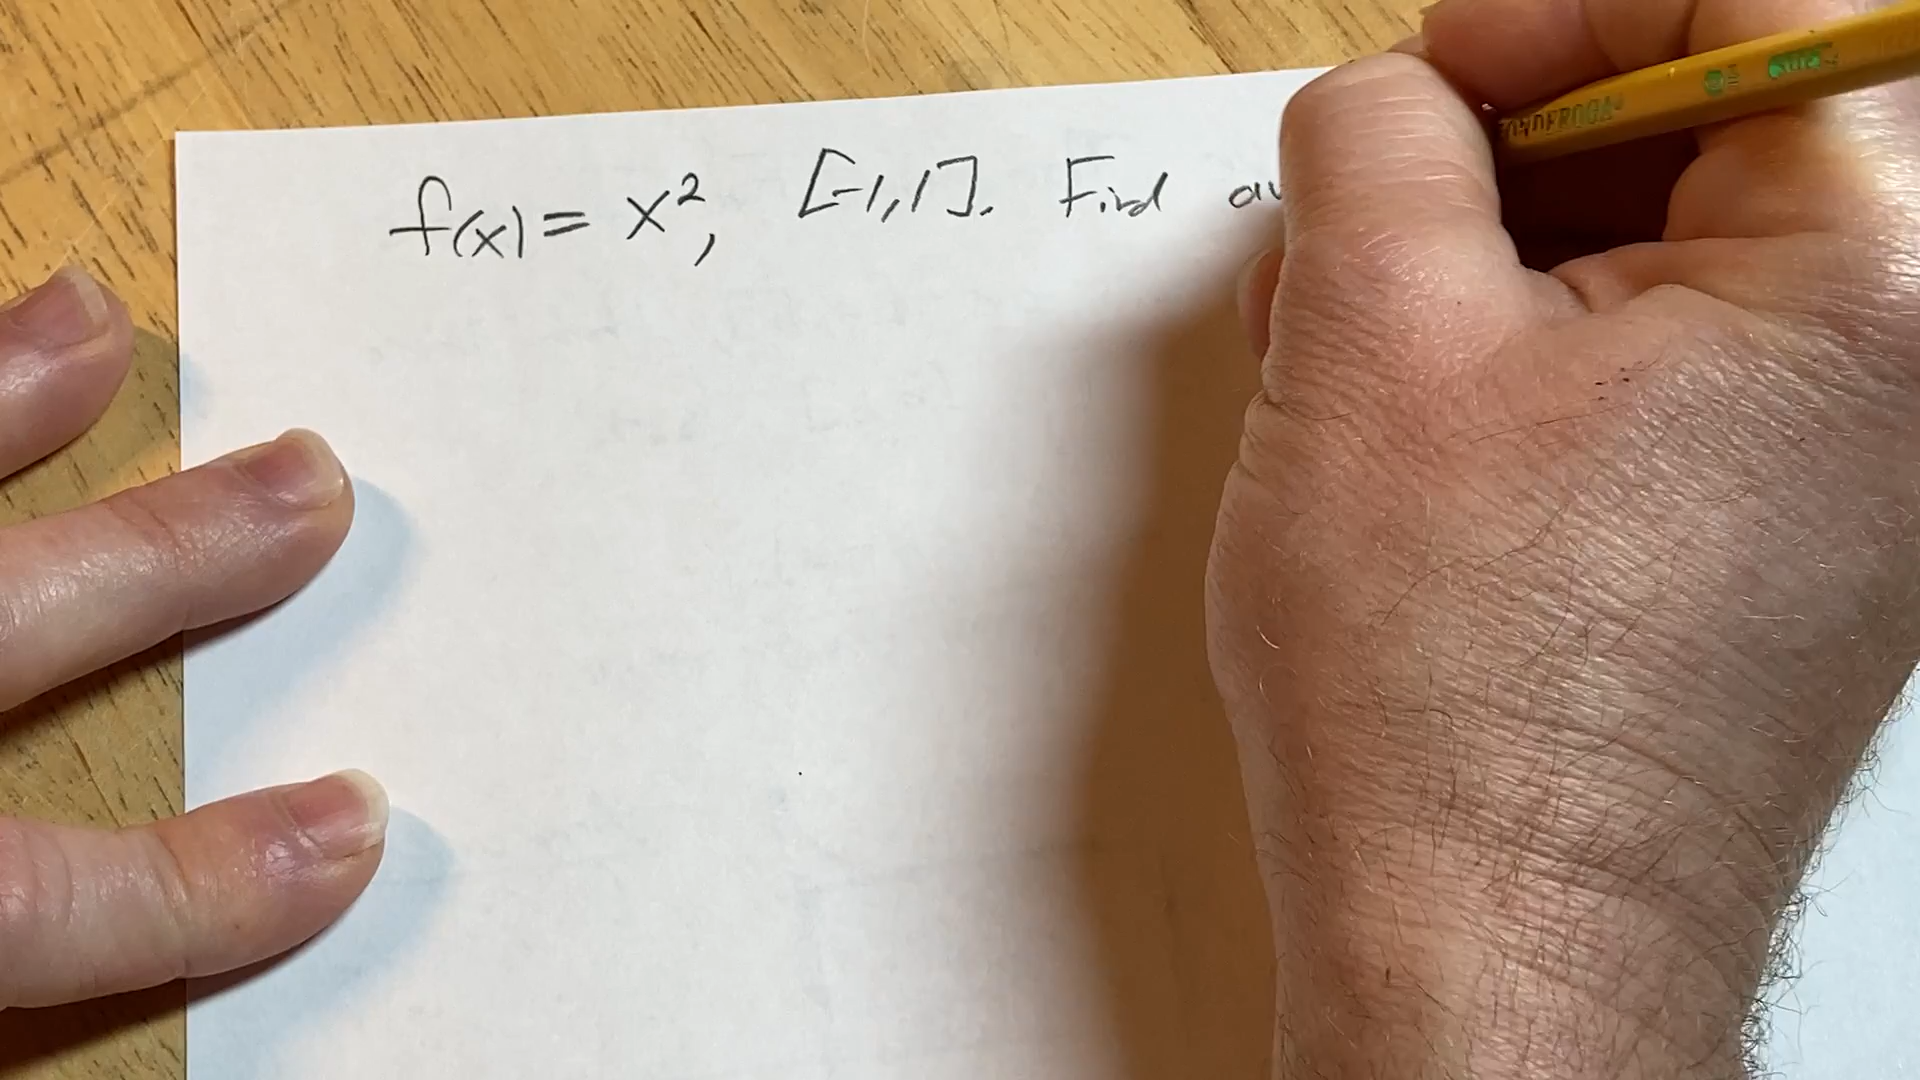 f(x) = x², [-1,1]. Find